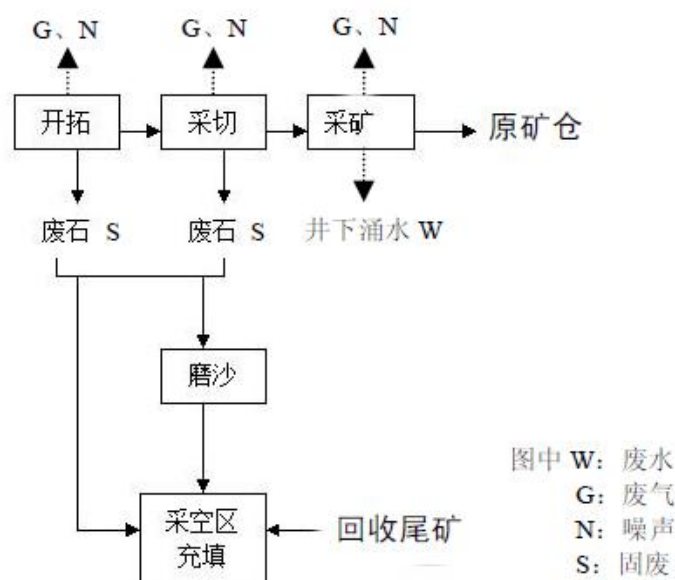 G、N G、N G、N
开拓 采切 采矿 原矿仓
废石 S 废石 S 井下涌水 W
磨沙
图中 W: 废水
G: 废气
采空区
充填
回收尾矿
N: 噪声
S: 固废